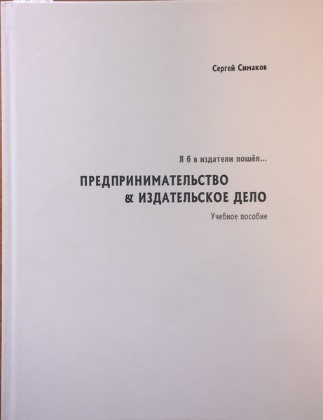 Сергей Симаков
Я б в издатели пошёл...
ПРЕДПРИНИМАТЕЛЬСТВО
& ИЗДАТЕЛЬСКОЕ ДЕЛО
Учебное пособие